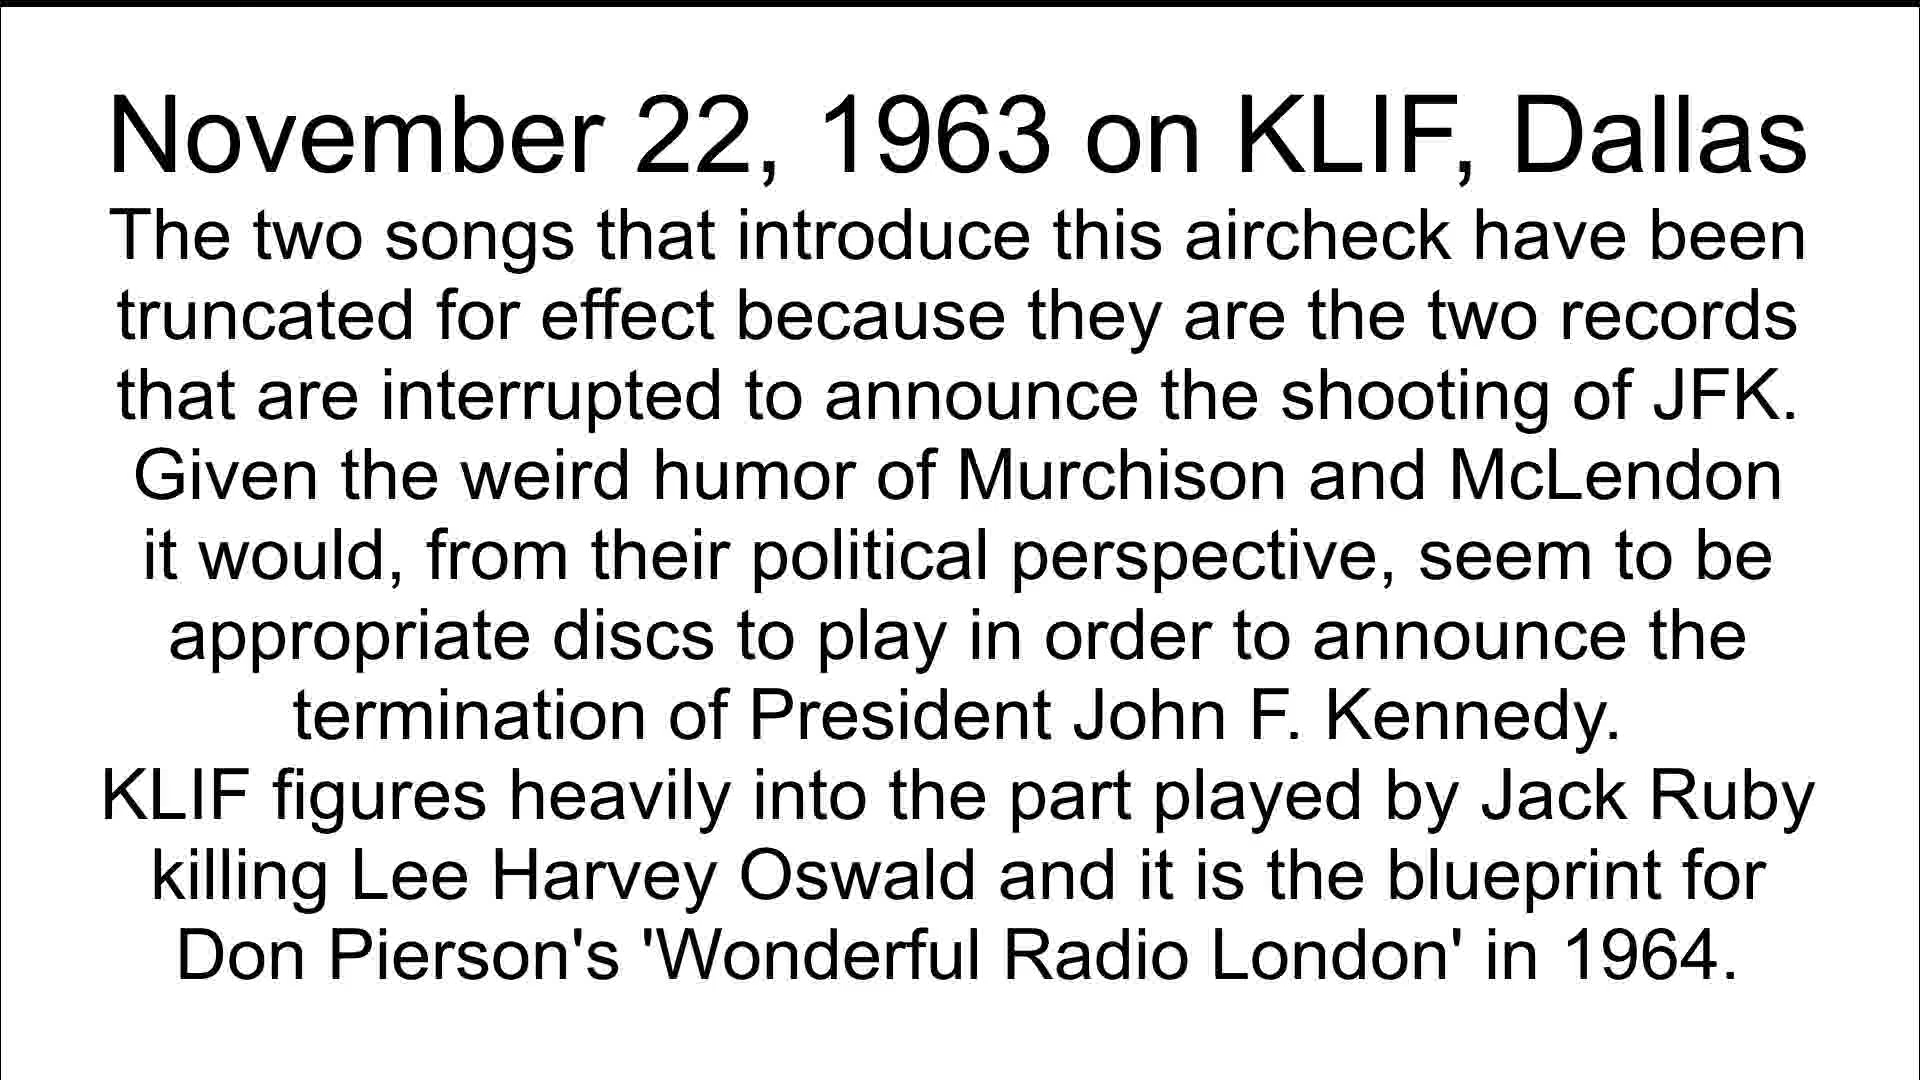 November 22, 1963 on KLIF, Dallas
The two songs that introduce this aircheck have been
truncated for effect because they are the two records
that are interrupted to announce the shooting of JFK.
Given the weird humor of Murchison and McLendon
it would, from their political perspective, seem to be
appropriate discs to play in order to announce the
termination of President John F. Kennedy.
KLIF figures heavily into the part played by Jack Ruby
killing Lee Harvey Oswald and it is the blueprint for
Don Pierson's 'Wonderful Radio London' in 1964.